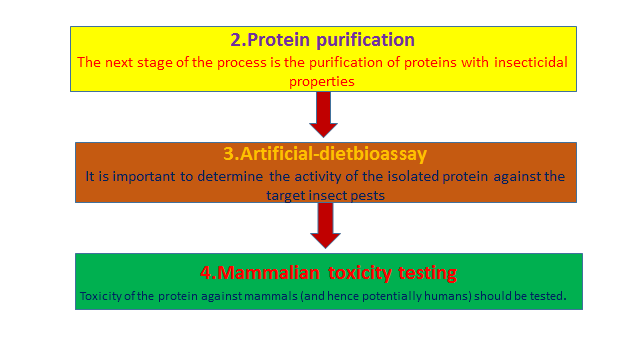 2.Protein purification
The next stage of the process is the purification of proteins with insecticidal
properties
3.Artificial-dietbioassay
It is important to determine the activity of the isolated protein against the
target insect pests
4.Mammalian toxicity testing
Toxicity of the protein against mammals (and hence potentially humans) should be tested.